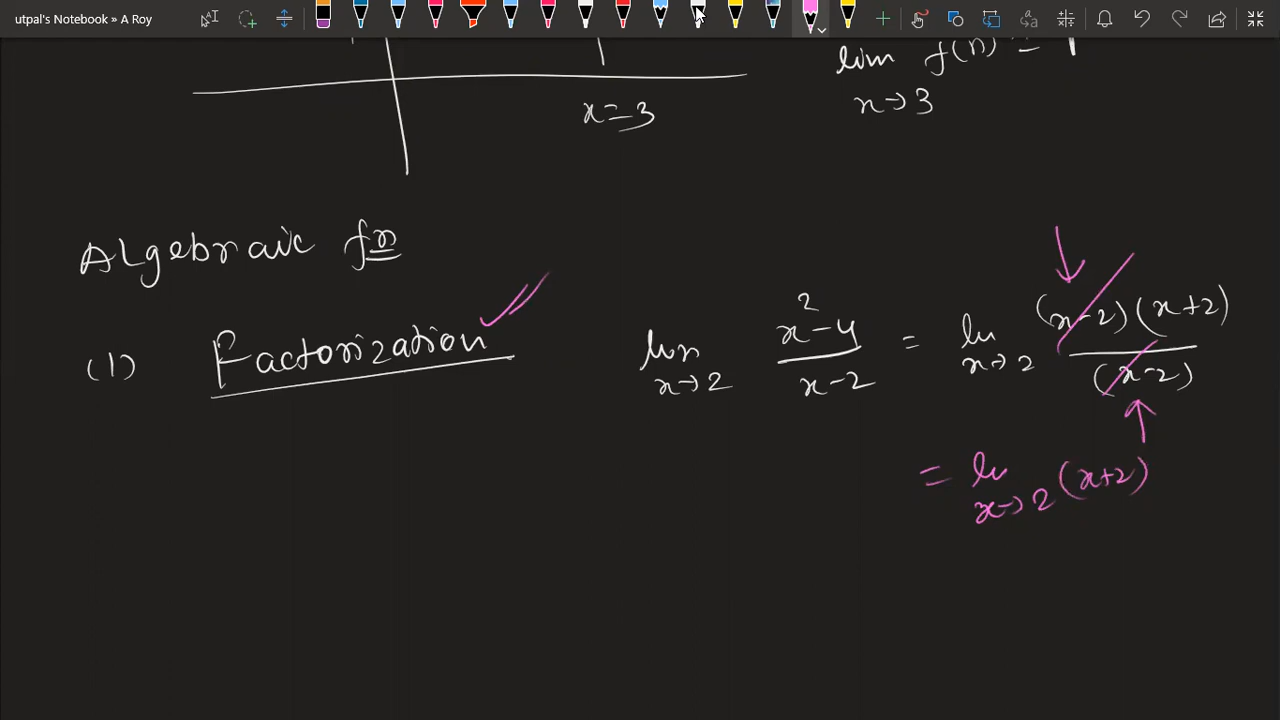 utpal's Notebook » A Roy
lim f(n) = 1
n→3
x=3
Algebraic fn
(1) Factorization
lim x→2 x²-4 / x-2 = lim x→2 (x-2)(x+2) / (x-2)
= lim x→2 (x+2)